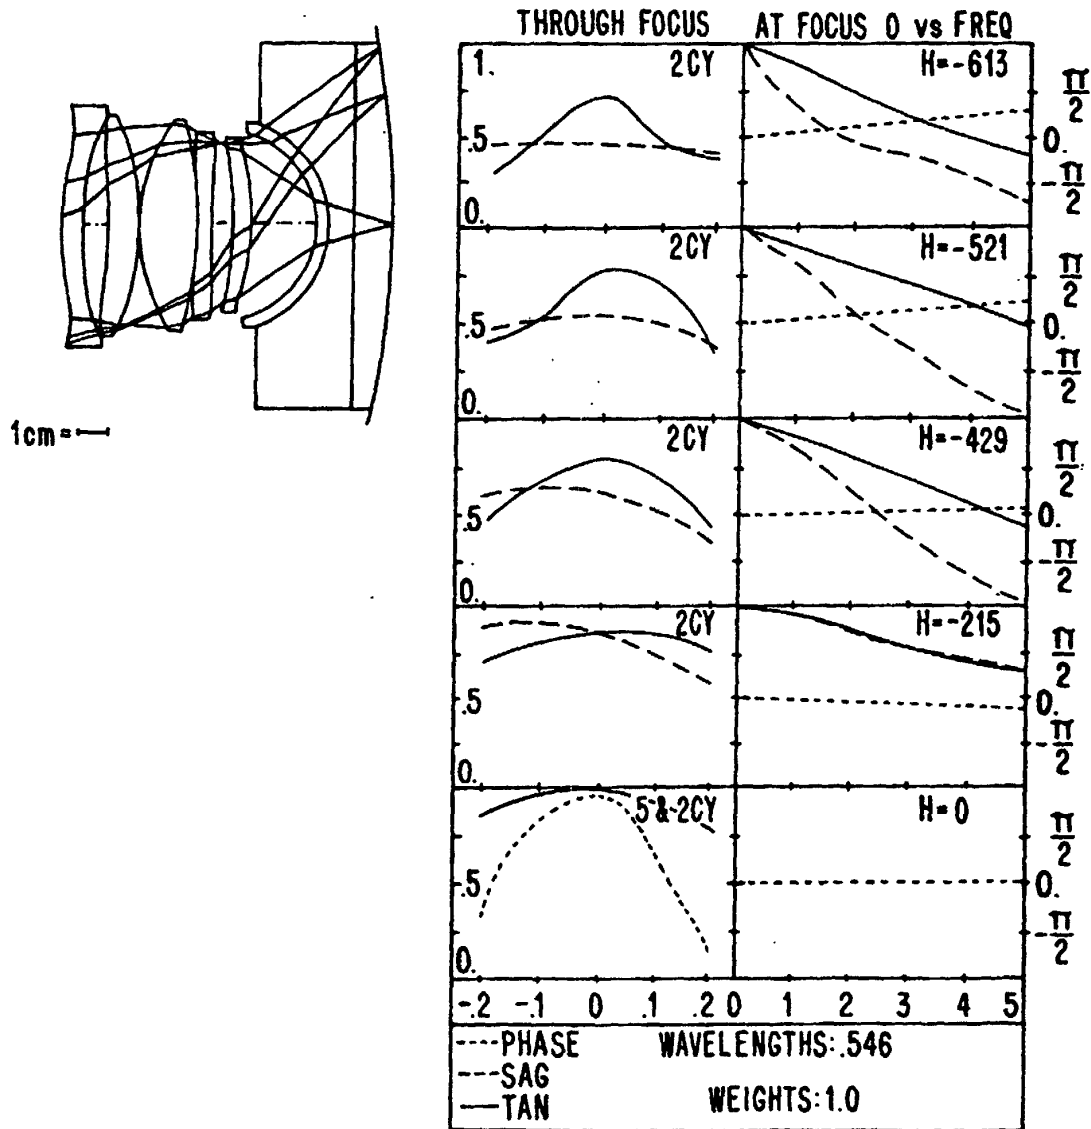 THROUGH FOCUS AT FOCUS 0 vs FREQ
1. 2CY H=-613 π/2
.5 0.
0. -π/2
2CY H=-521 π/2
.5 0.
0. -π/2
2CY H=-429 π/2
.5 0.
0. -π/2
2CY H=-215 π/2
.5 0.
0. -π/2
5 & 2CY H=0 π/2
.5 0.
0. -π/2
-.2 -.1 0 .1 .2 0 1 2 3 4 5
PHASE WAVELENGTHS:.546
SAG
TAN WEIGHTS:1.0
1cm=